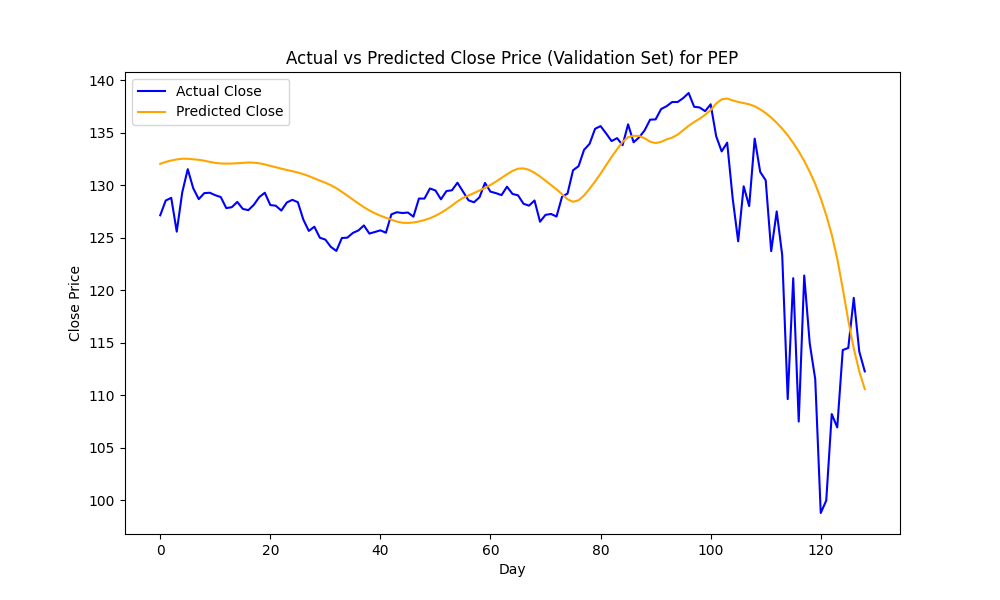 Actual vs Predicted Close Price (Validation Set) for PEP
Actual Close
Predicted Close
Close Price
140
135
130
125
120
115
110
105
100
0 20 40 60 80 100 120
Day